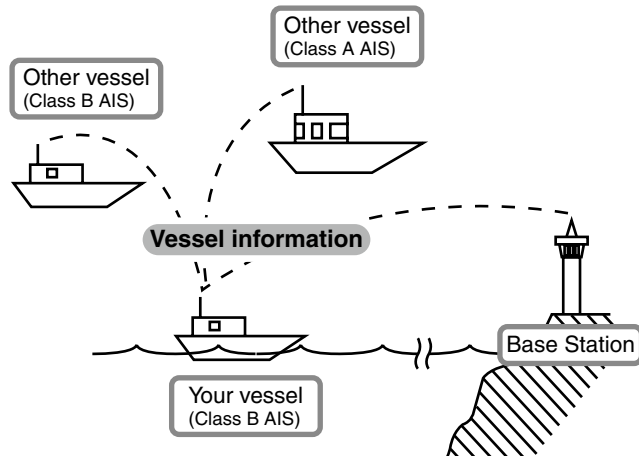 Other vessel
(Class A AIS)
Other vessel
(Class B AIS)
Vessel information
Base Station
Your vessel
(Class B AIS)